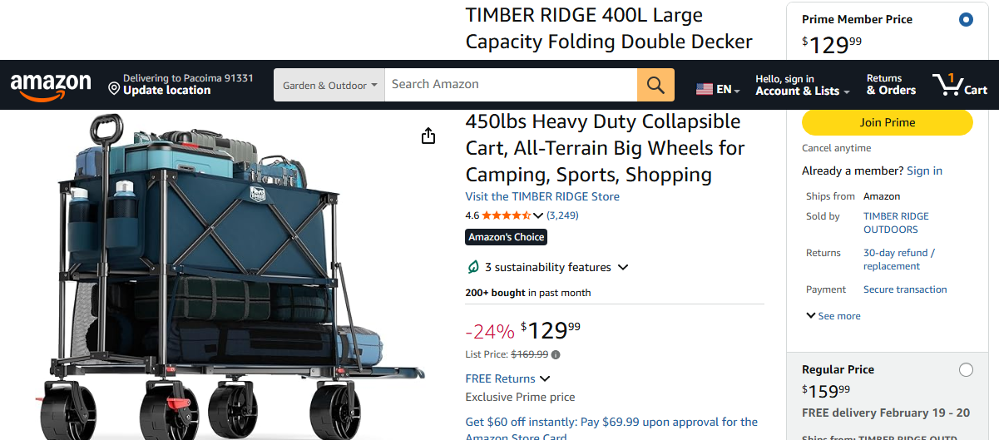 TIMBER RIDGE 400L Large
Capacity Folding Double Decker
Prime Member Price
$12999
amazon
Delivering to Pacoima 91331
Update location
Garden & Outdoor
Search Amazon
EN
Hello, sign in
Account & Lists
Returns
& Orders
1
Cart
450lbs Heavy Duty Collapsible
Cart, All-Terrain Big Wheels for
Camping, Sports, Shopping
Visit the TIMBER RIDGE Store
4.6
(3,249)
Amazon's Choice
3 sustainability features
200+ bought in past month
-24% $12999
List Price: $169.99
FREE Returns
Exclusive Prime price
Get $60 off instantly: Pay $69.99 upon approval for the
Amazon Store Card.
Join Prime
Cancel anytime
Already a member? Sign in
Ships from Amazon
Sold by TIMBER RIDGE
OUTDOORS
Returns 30-day refund /
replacement
Payment Secure transaction
See more
Regular Price
$15999
FREE delivery February 19 - 20
Ships from: TIMBER RIDGE OUTD